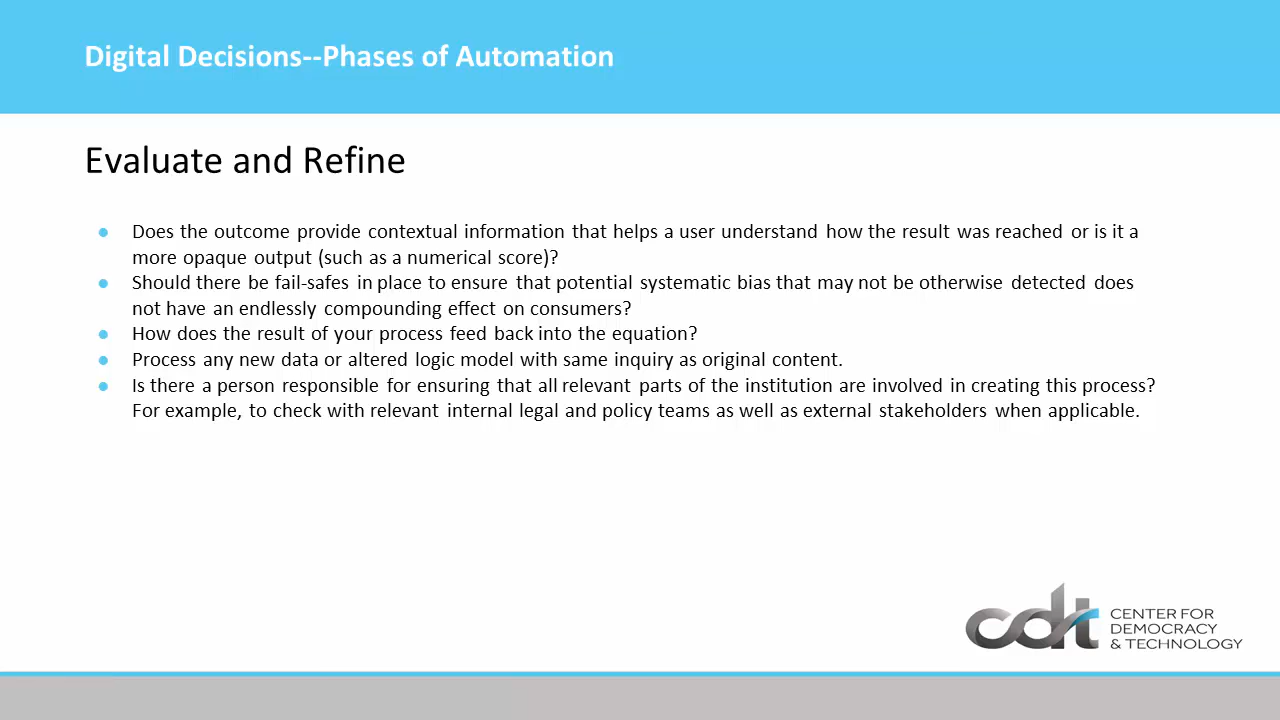 Digital Decisions--Phases of Automation
Evaluate and Refine
● Does the outcome provide contextual information that helps a user understand how the result was reached or is it a
more opaque output (such as a numerical score)?
● Should there be fail-safes in place to ensure that potential systematic bias that may not be otherwise detected does
not have an endlessly compounding effect on consumers?
● How does the result of your process feed back into the equation?
● Process any new data or altered logic model with same inquiry as original content.
● Is there a person responsible for ensuring that all relevant parts of the institution are involved in creating this process?
For example, to check with relevant internal legal and policy teams as well as external stakeholders when applicable.
cdt
CENTER FOR
DEMOCRACY
& TECHNOLOGY